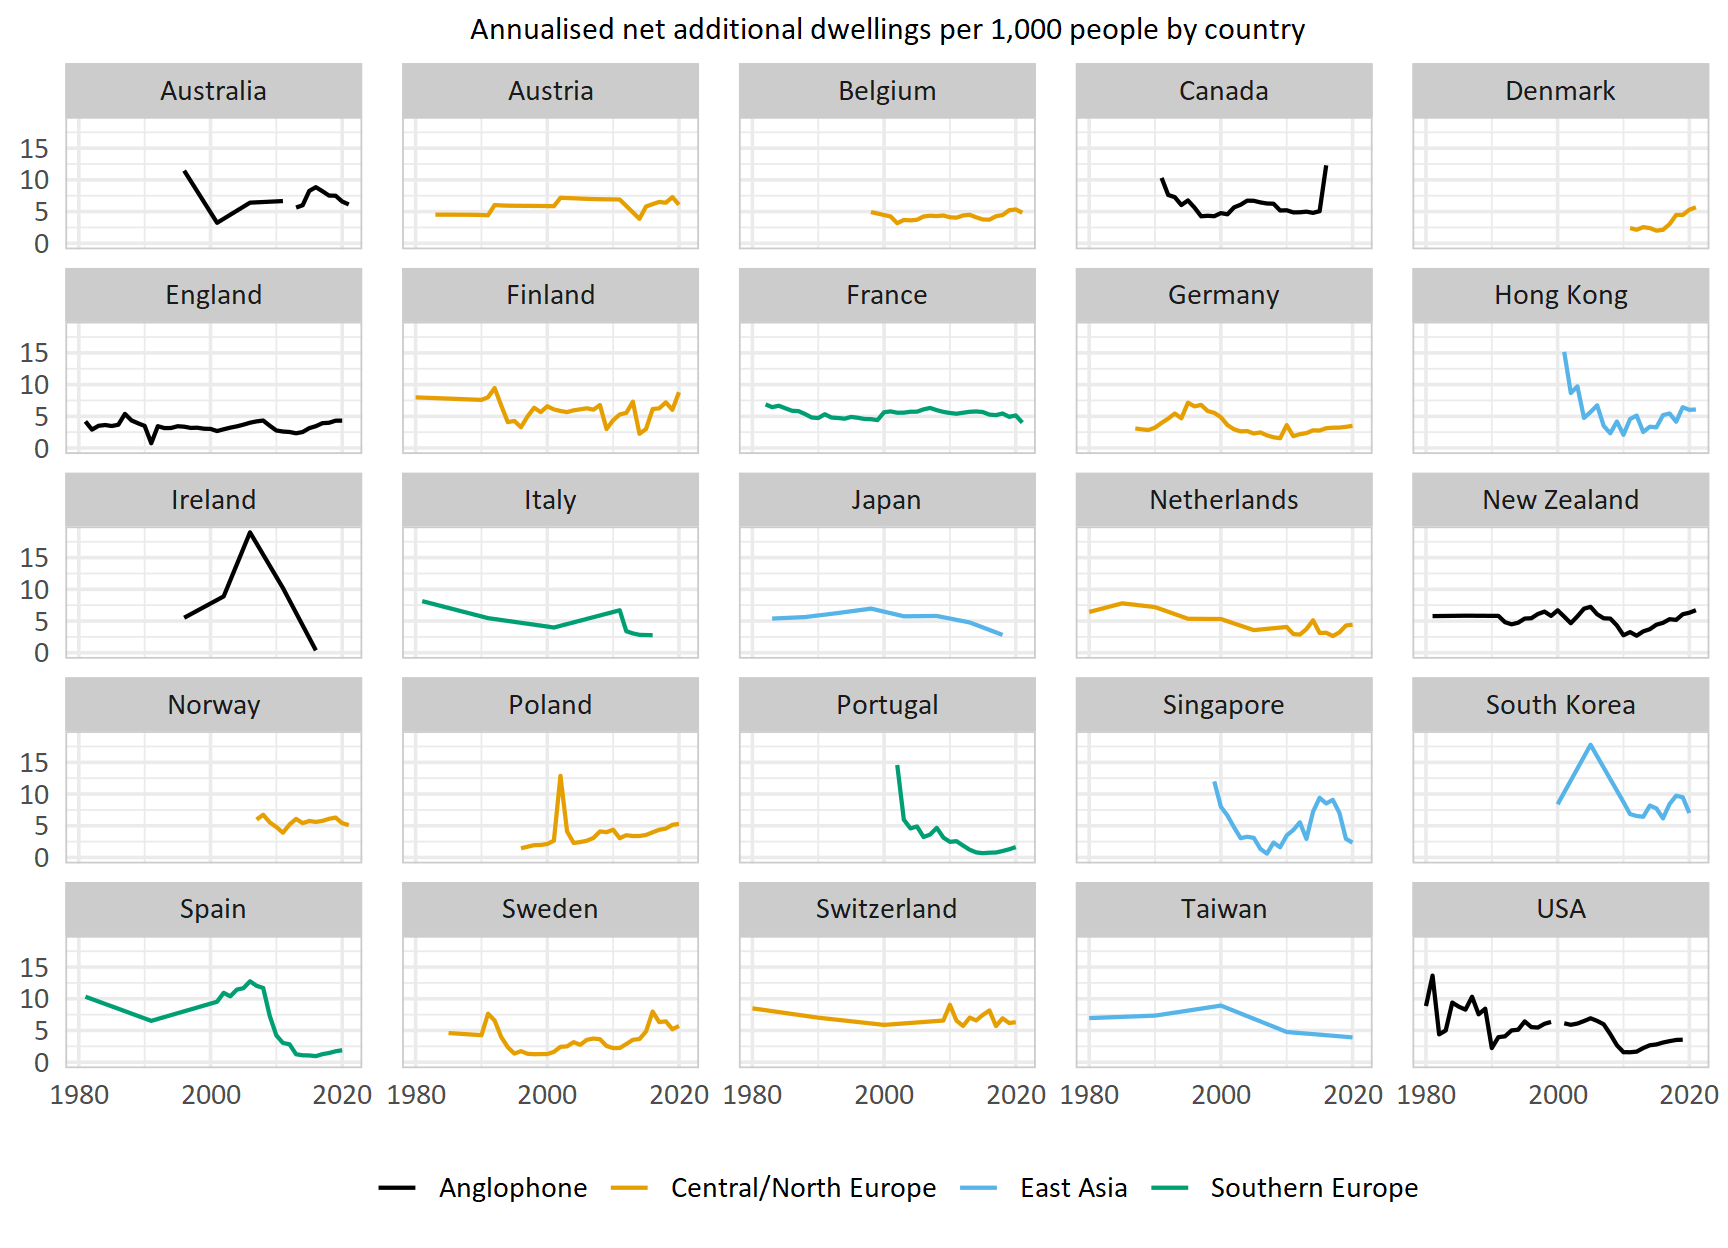 Annualised net additional dwellings per 1,000 people by country
Australia Austria Belgium Canada Denmark
15
10
5
0
England Finland France Germany Hong Kong
15
10
5
0
Ireland Italy Japan Netherlands New Zealand
15
10
5
0
Norway Poland Portugal Singapore South Korea
15
10
5
0
Spain Sweden Switzerland Taiwan USA
15
10
5
0
1980 2000 2020 1980 2000 2020 1980 2000 2020 1980 2000 2020 1980 2000 2020
Anglophone Central/North Europe East Asia Southern Europe